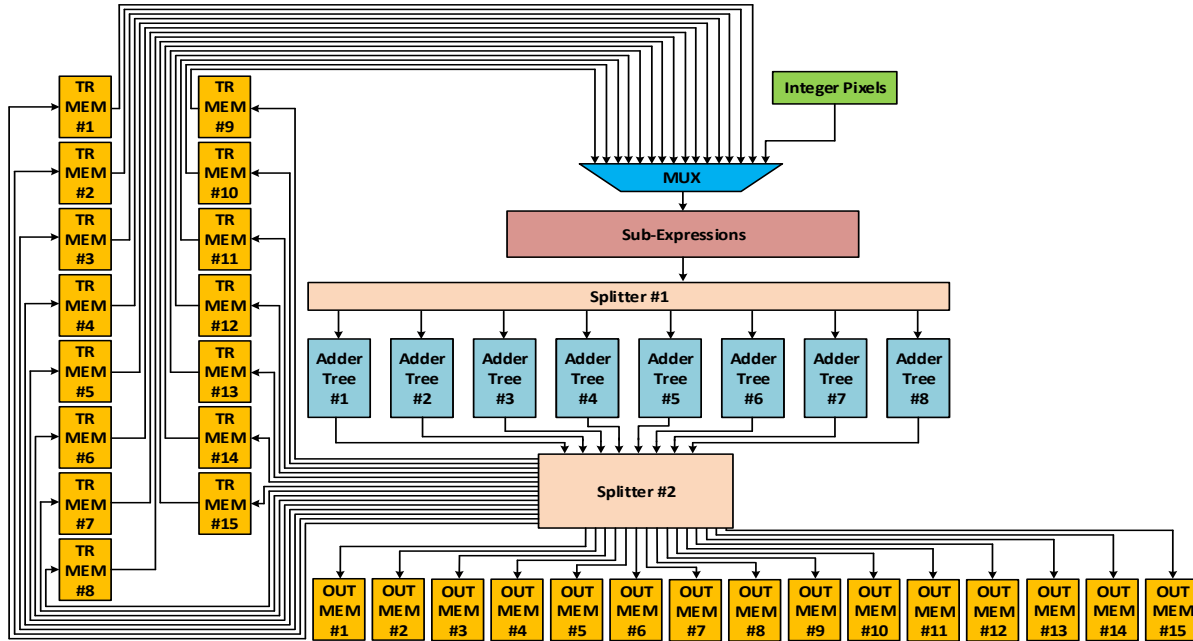 TR
MEM
#1
TR
MEM
#2
TR
MEM
#3
TR
MEM
#4
TR
MEM
#5
TR
MEM
#6
TR
MEM
#7
TR
MEM
#8
TR
MEM
#9
TR
MEM
#10
TR
MEM
#11
TR
MEM
#12
TR
MEM
#13
TR
MEM
#14
TR
MEM
#15
Integer Pixels
MUX
Sub-Expressions
Splitter #1
Adder
Tree
#1
Adder
Tree
#2
Adder
Tree
#3
Adder
Tree
#4
Adder
Tree
#5
Adder
Tree
#6
Adder
Tree
#7
Adder
Tree
#8
Splitter #2
OUT
MEM
#1
OUT
MEM
#2
OUT
MEM
#3
OUT
MEM
#4
OUT
MEM
#5
OUT
MEM
#6
OUT
MEM
#7
OUT
MEM
#8
OUT
MEM
#9
OUT
MEM
#10
OUT
MEM
#11
OUT
MEM
#12
OUT
MEM
#13
OUT
MEM
#14
OUT
MEM
#15